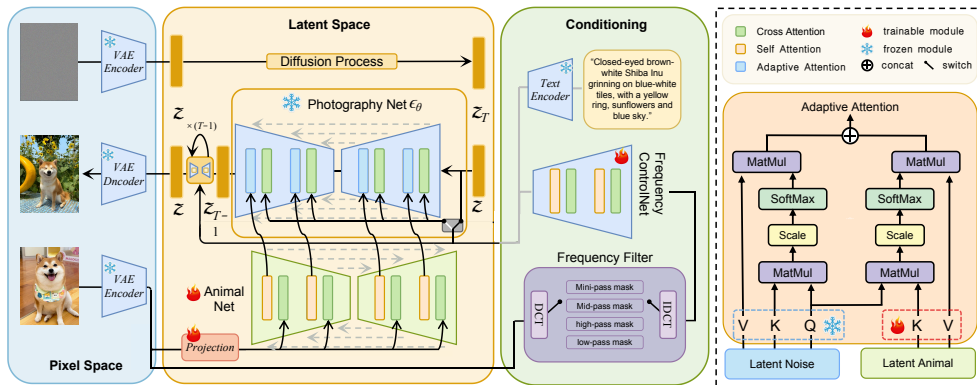 Latent Space
Conditioning
VAE
Encoder
z
Diffusion Process
z_T
Text
Encoder
"Closed-eyed brown-
white Shiba Inu
grinning on blue-white
tiles, with a yellow
ring, sunflowers and
blue sky."
Photography Net ϵ_θ
× (T−1)
VAE
Dncoder
z
z_{T−
1
z
Frequency
ControlNet
VAE
Encoder
Animal
Net
Projection
Frequency Filter
DCT
Mini-pass mask
Mid-pass mask
high-pass mask
low-pass mask
IDCT
Pixel Space
Cross Attention
Self Attention
Adaptive Attention
trainable module
frozen module
concat
switch
Adaptive Attention
MatMul
MatMul
SoftMax
SoftMax
Scale
Scale
MatMul
MatMul
V K Q K V
Latent Noise
Latent Animal